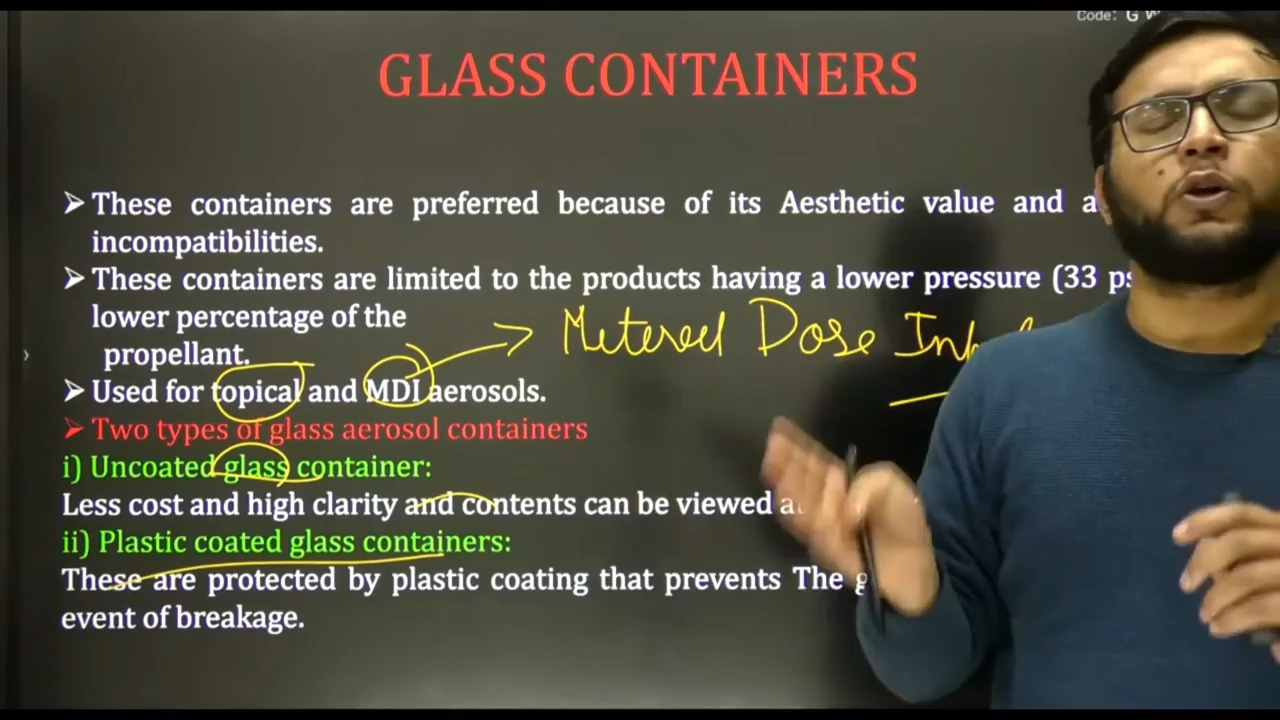 Code: G
GLASS CONTAINERS
➤ These containers are preferred because of its Aesthetic value and
incompatibilities.
➤ These containers are limited to the products having a lower pressure (33
lower percentage of the
propellant.
Metered Dose
➤ Used for topical and MDI aerosols.
➤ Two types of glass aerosol containers
i) Uncoated glass container:
Less cost and high clarity and contents can be viewed
ii) Plastic coated glass containers:
These are protected by plastic coating that prevents The
event of breakage.